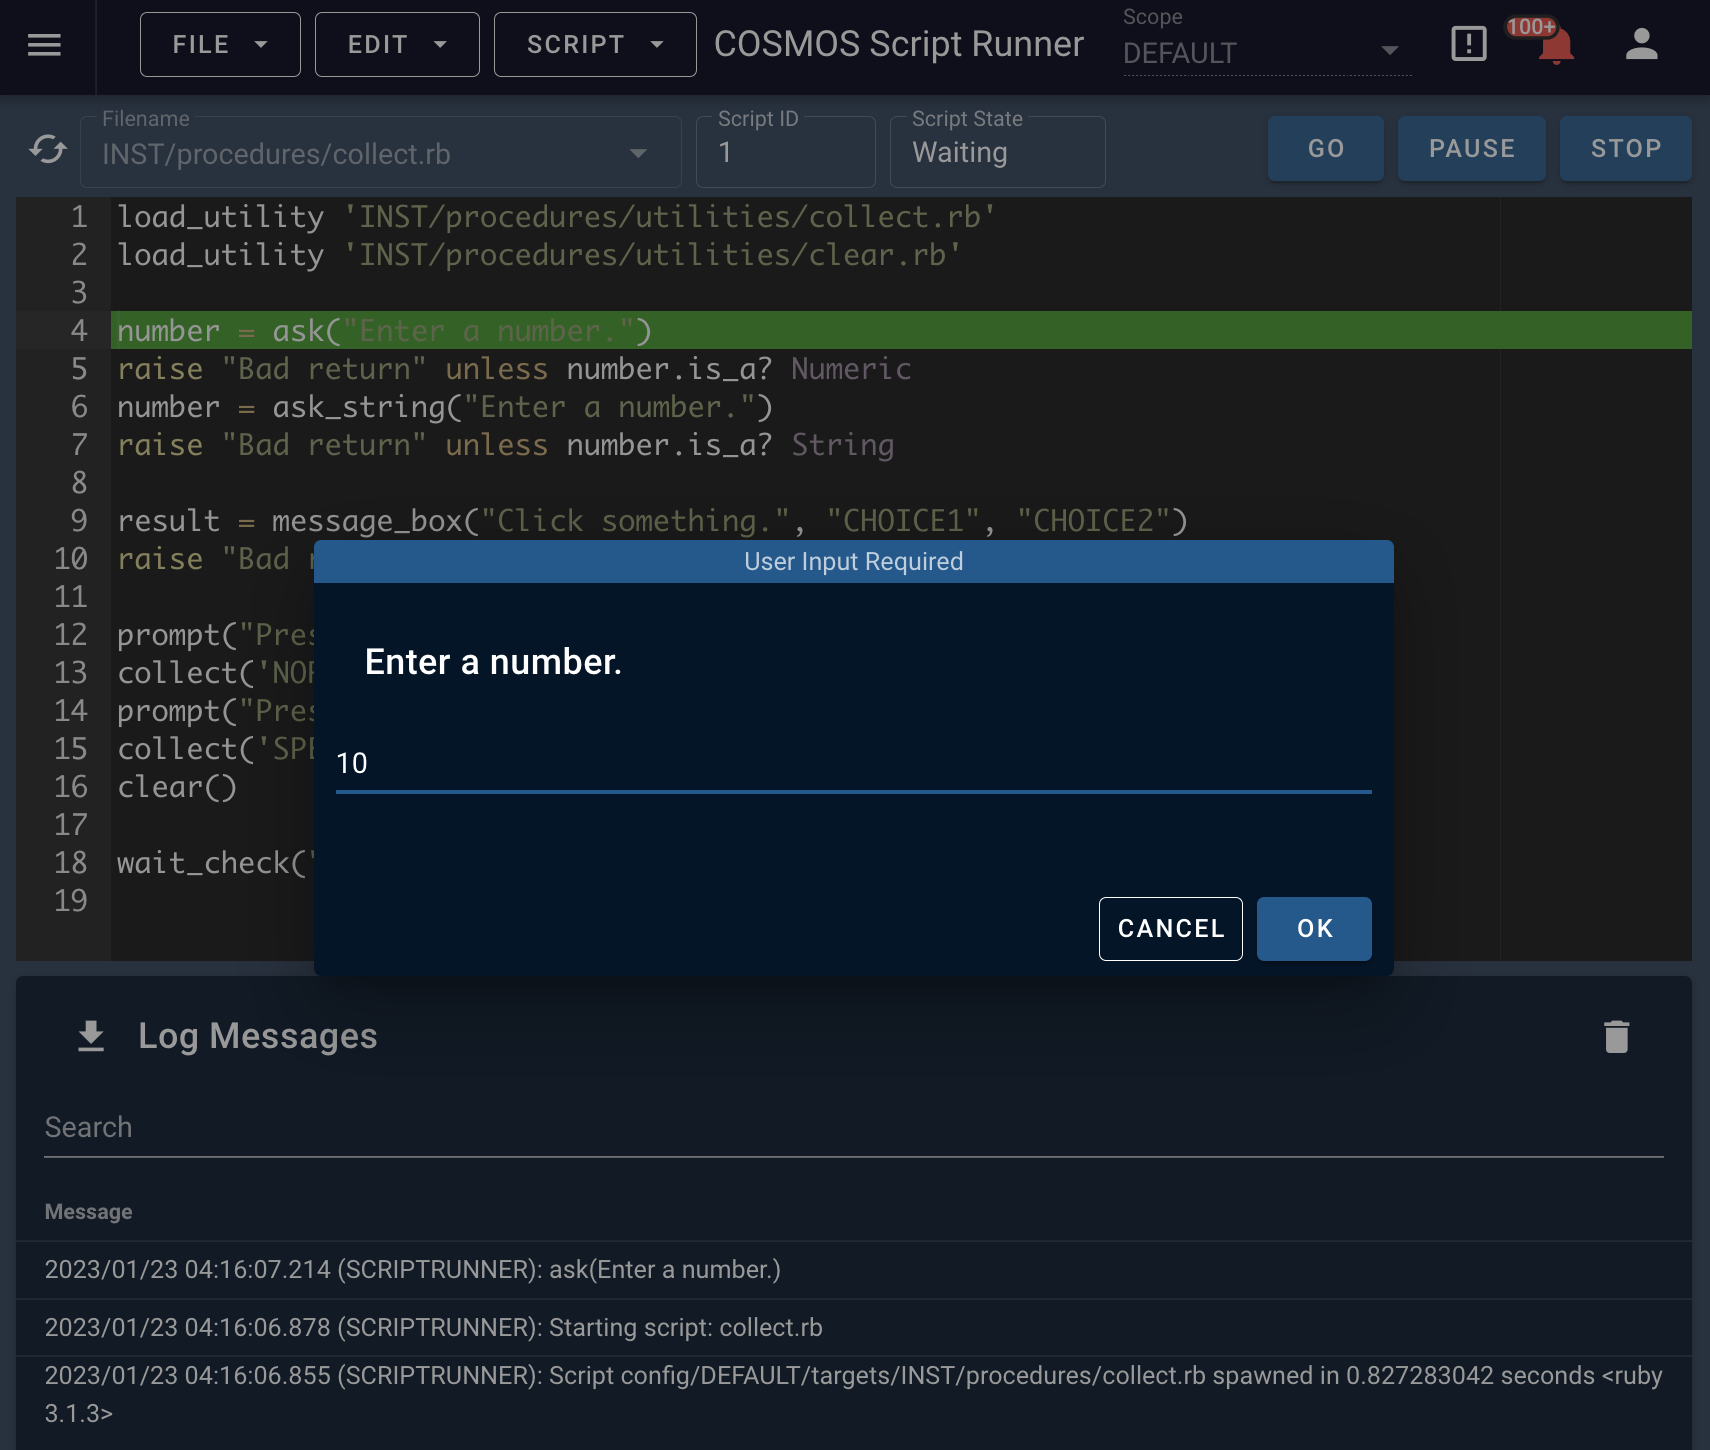 FILE EDIT SCRIPT COSMOS Script Runner Scope DEFAULT 100+
Filename INST/procedures/collect.rb Script ID 1 Script State Waiting GO PAUSE STOP
1 load_utility 'INST/procedures/utilities/collect.rb'
2 load_utility 'INST/procedures/utilities/clear.rb'
3
4 number = ask("Enter a number.")
5 raise "Bad return" unless number.is_a? Numeric
6 number = ask_string("Enter a number.")
7 raise "Bad return" unless number.is_a? String
8
9 result = message_box("Click something.", "CHOICE1", "CHOICE2")
10 raise "Bad
11
12 prompt("Pres
13 collect('NOR
14 prompt("Pres
15 collect('SPE
16 clear()
17
18 wait_check(
19
User Input Required
Enter a number.
10
CANCEL OK
Log Messages
Search
Message
2023/01/23 04:16:07.214 (SCRIPTRUNNER): ask(Enter a number.)
2023/01/23 04:16:06.878 (SCRIPTRUNNER): Starting script: collect.rb
2023/01/23 04:16:06.855 (SCRIPTRUNNER): Script config/DEFAULT/targets/INST/procedures/collect.rb spawned in 0.827283042 seconds <ruby
3.1.3>